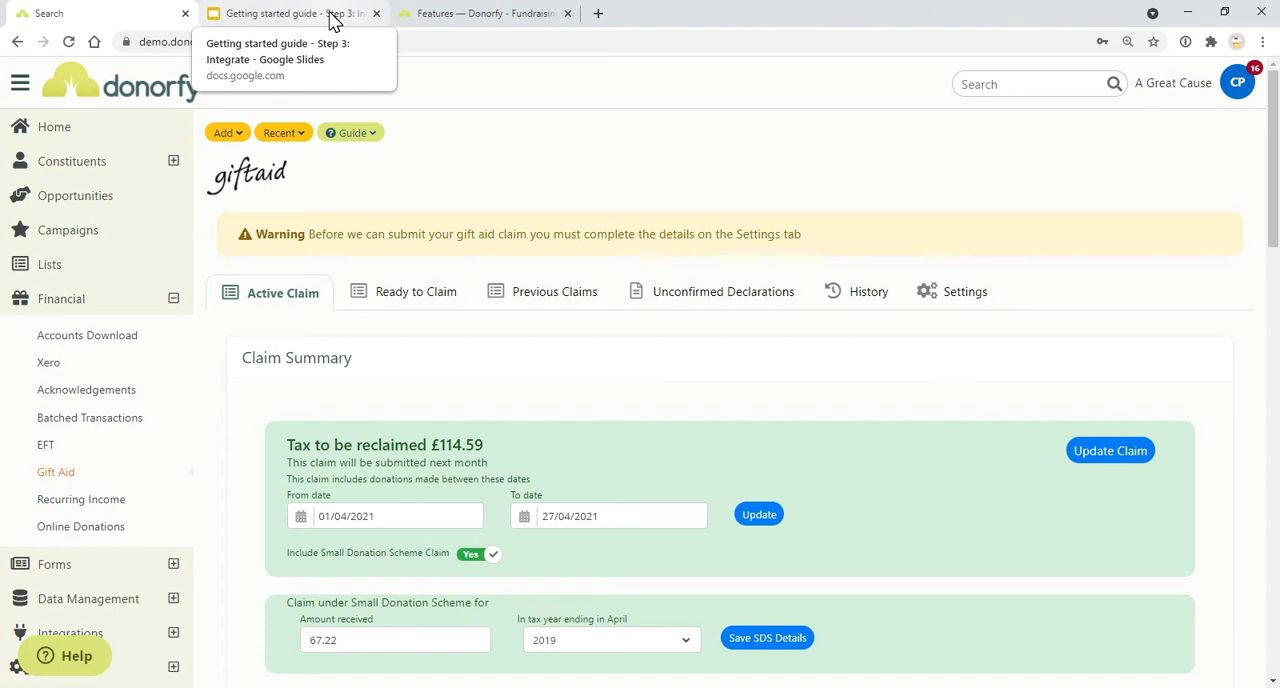 Search
Getting started guide - Step 3: In
Features — Donorfy - Fundraisin
demo.don
Getting started guide - Step 3:
Integrate - Google Slides
docs.google.com
donorfy
Search
A Great Cause
CP
16
Home
Constituents
Opportunities
Campaigns
Lists
Financial
Accounts Download
Xero
Acknowledgements
Batched Transactions
EFT
Gift Aid
Recurring Income
Online Donations
Forms
Data Management
Integrations
Help
Add
Recent
Guide
giftaid
Warning Before we can submit your gift aid claim you must complete the details on the Settings tab
Active Claim
Ready to Claim
Previous Claims
Unconfirmed Declarations
History
Settings
Claim Summary
Tax to be reclaimed £114.59
This claim will be submitted next month
This claim includes donations made between these dates
From date
To date
01/04/2021
27/04/2021
Update
Update Claim
Include Small Donation Scheme Claim Yes
Claim under Small Donation Scheme for
Amount received
In tax year ending in April
67.22
2019
Save SDS Details